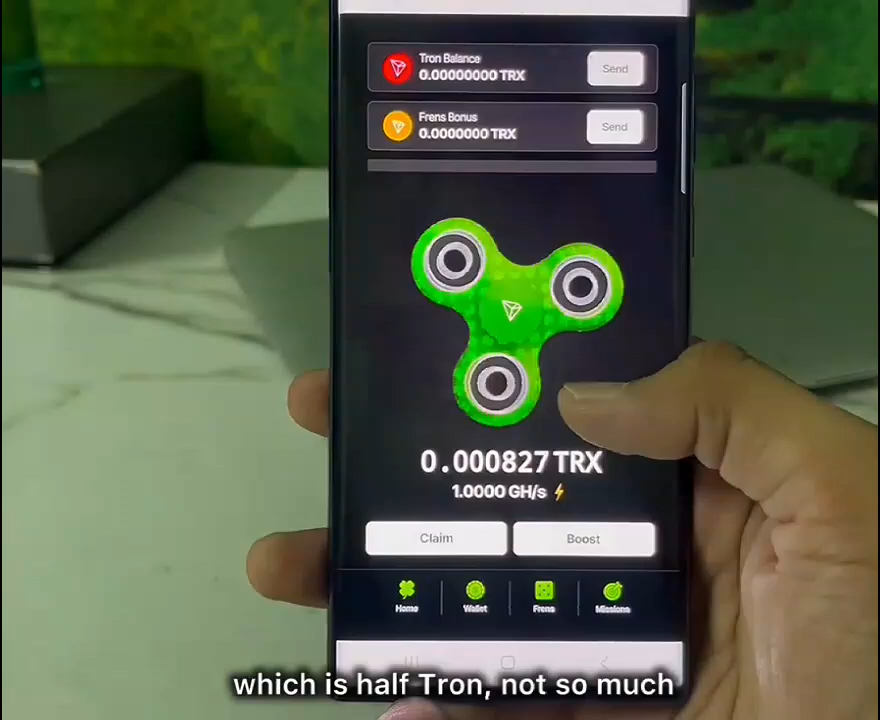 Tron Balance
0.00000000 TRX
Send
Frens Bonus
0.0000000 TRX
Send
0.000827 TRX
1.0000 GH/s
Claim
Boost
Home
Wallet
Frens
Missions
which is half Tron, not so much